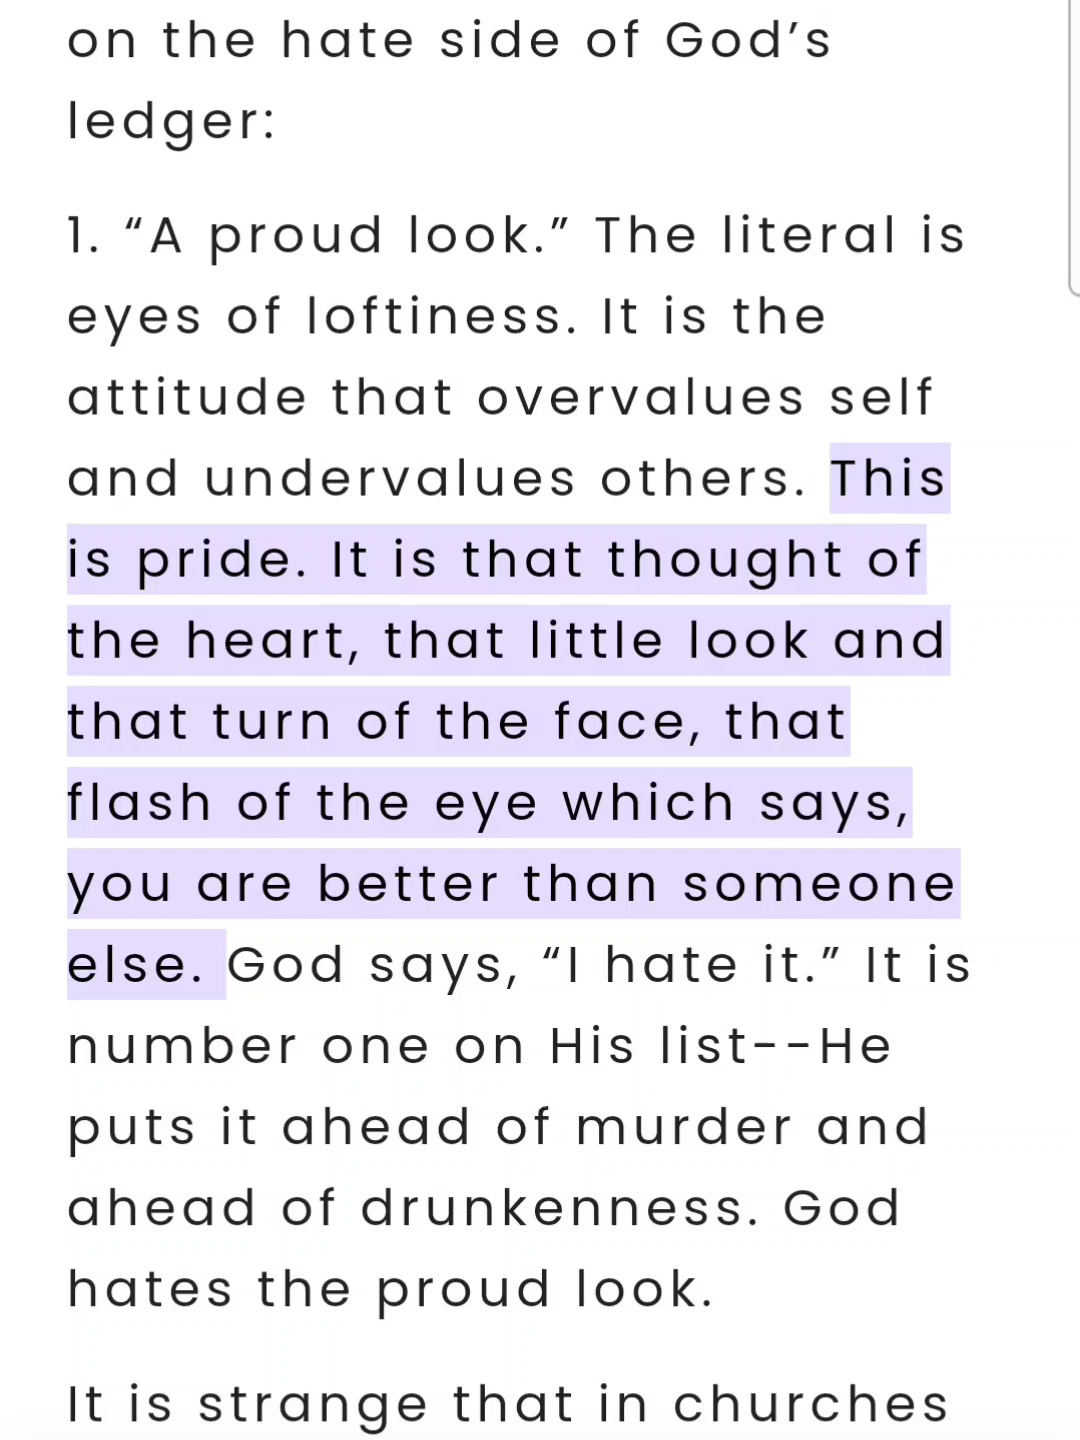 on the hate side of God’s
ledger:
1. “A proud look.” The literal is
eyes of loftiness. It is the
attitude that overvalues self
and undervalues others. This
is pride. It is that thought of
the heart, that little look and
that turn of the face, that
flash of the eye which says,
you are better than someone
else. God says, “I hate it.” It is
number one on His list--He
puts it ahead of murder and
ahead of drunkenness. God
hates the proud look.
It is strange that in churches